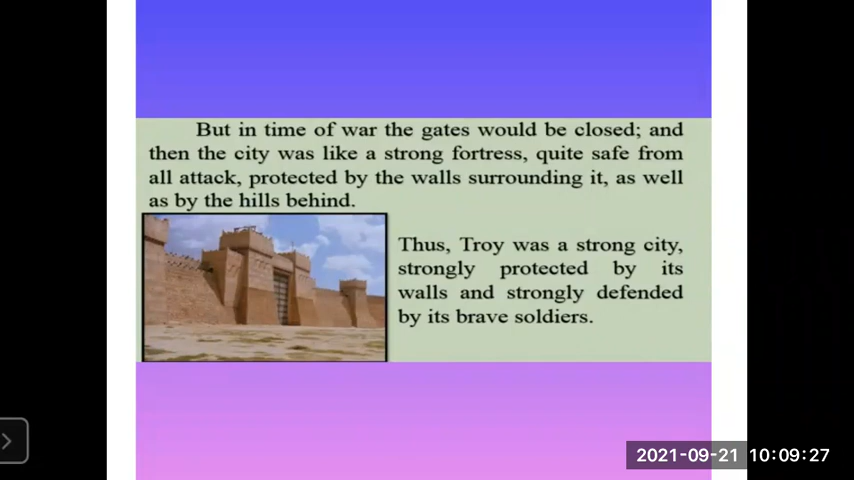 But in time of war the gates would be closed; and
then the city was like a strong fortress, quite safe from
all attack, protected by the walls surrounding it, as well
as by the hills behind.
Thus, Troy was a strong city,
strongly protected by its
walls and strongly defended
by its brave soldiers.
2021-09-21 10:09:27